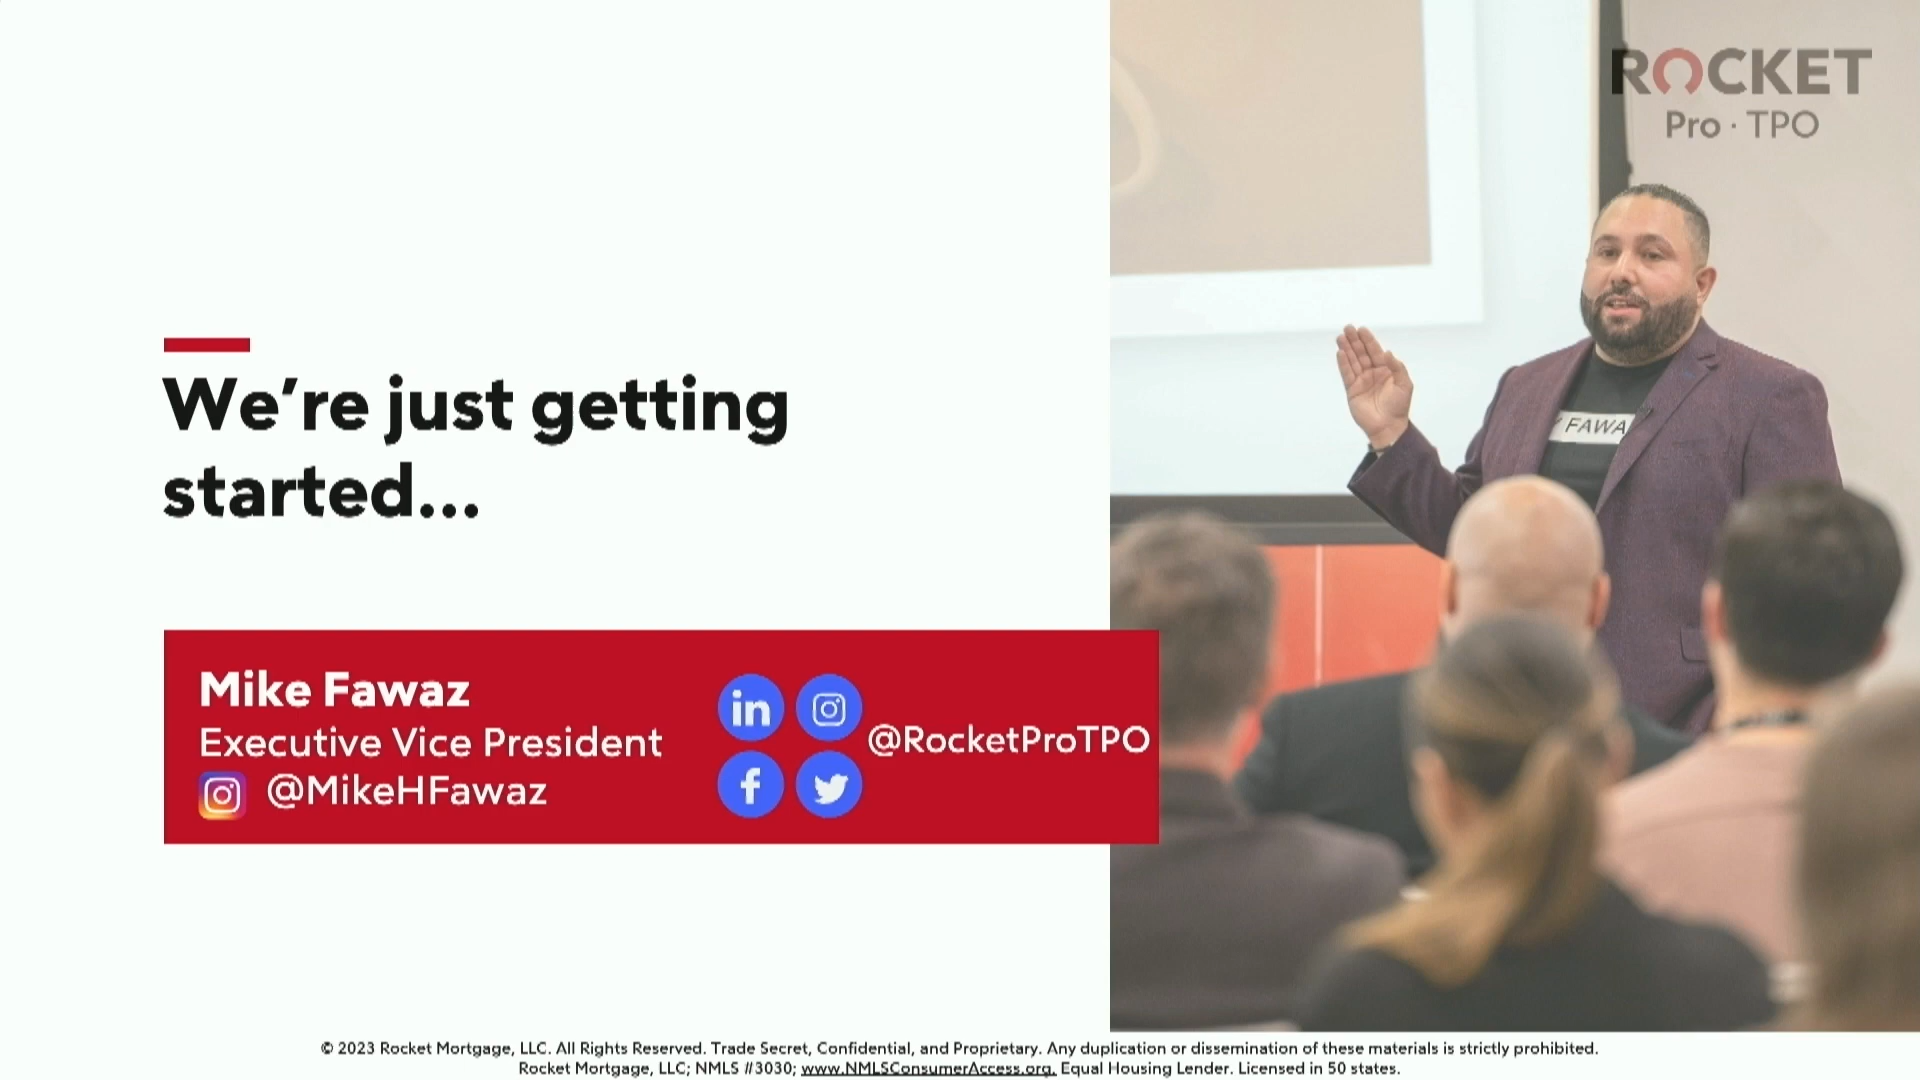 ROCKET
Pro · TPO
We’re just getting
started...
FAWA
Mike Fawaz
Executive Vice President
@MikeHFawaz
in
f
@RocketProTPO
© 2023 Rocket Mortgage, LLC. All Rights Reserved. Trade Secret, Confidential, and Proprietary. Any duplication or dissemination of these materials is strictly prohibited.
Rocket Mortgage, LLC; NMLS #3030; www.NMLSConsumerAccess.org. Equal Housing Lender. Licensed in 50 states.